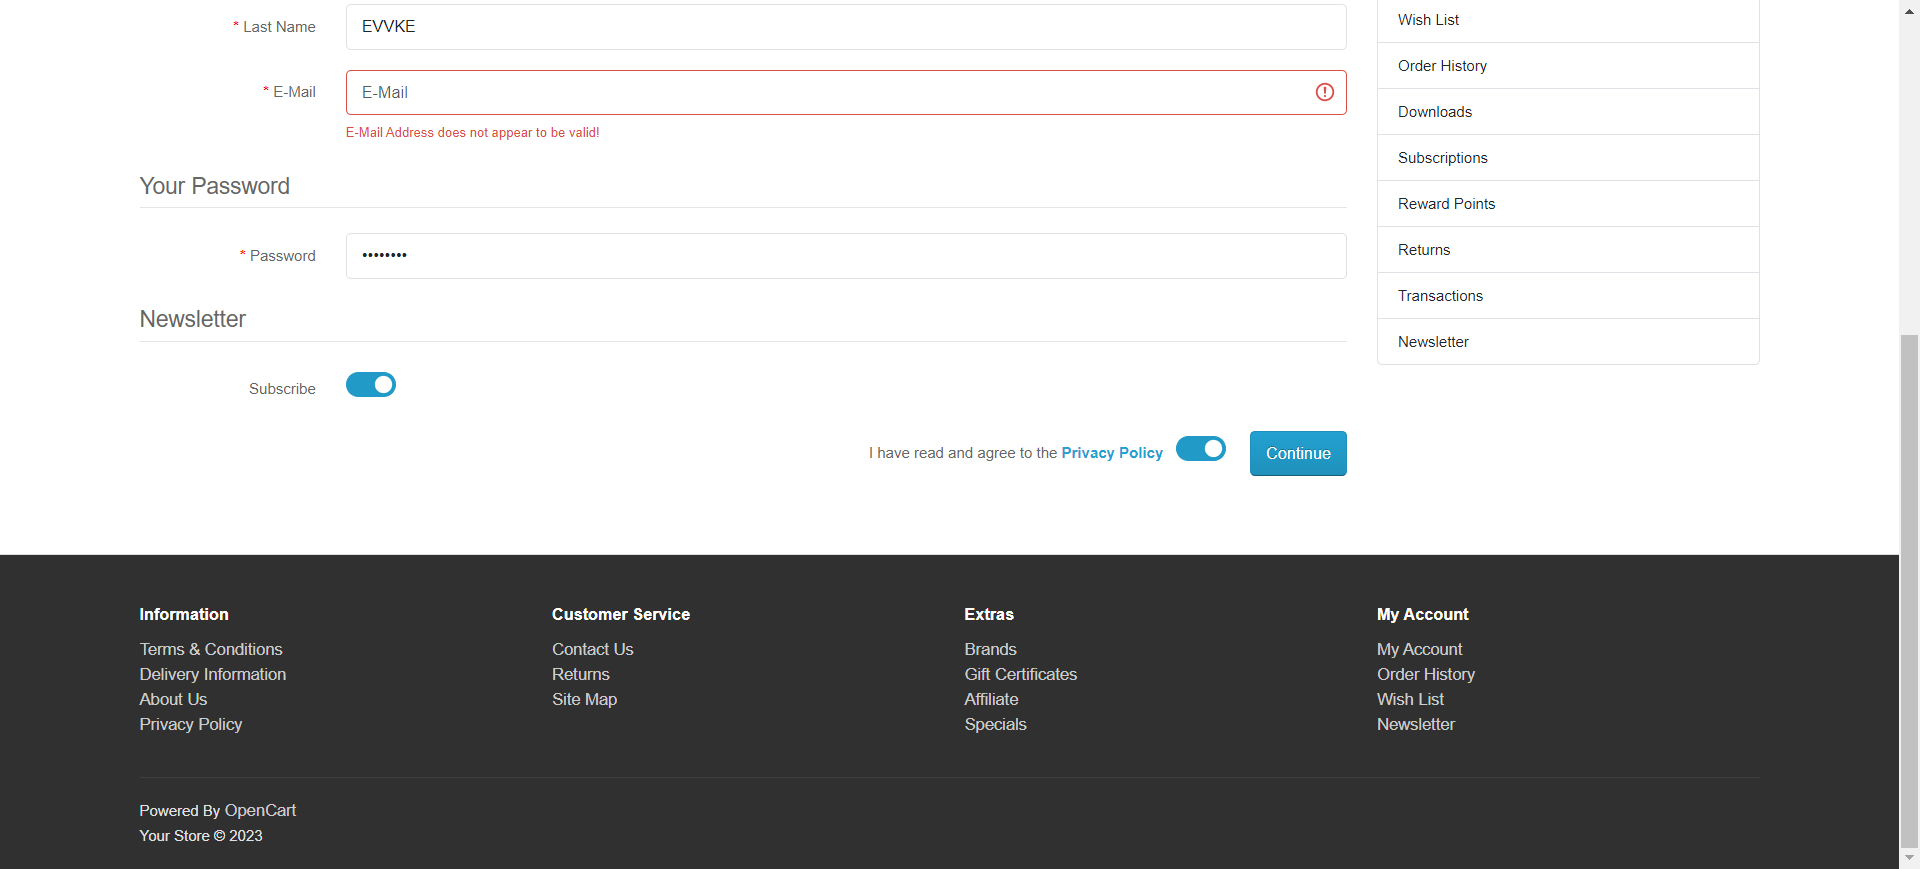 * Last Name
EVVKE
* E-Mail
E-Mail
E-Mail Address does not appear to be valid!
Your Password
* Password
••••••••
Newsletter
Subscribe
I have read and agree to the Privacy Policy
Continue
Wish List
Order History
Downloads
Subscriptions
Reward Points
Returns
Transactions
Newsletter
Information
Terms & Conditions
Delivery Information
About Us
Privacy Policy
Customer Service
Contact Us
Returns
Site Map
Extras
Brands
Gift Certificates
Affiliate
Specials
My Account
My Account
Order History
Wish List
Newsletter
Powered By OpenCart
Your Store © 2023